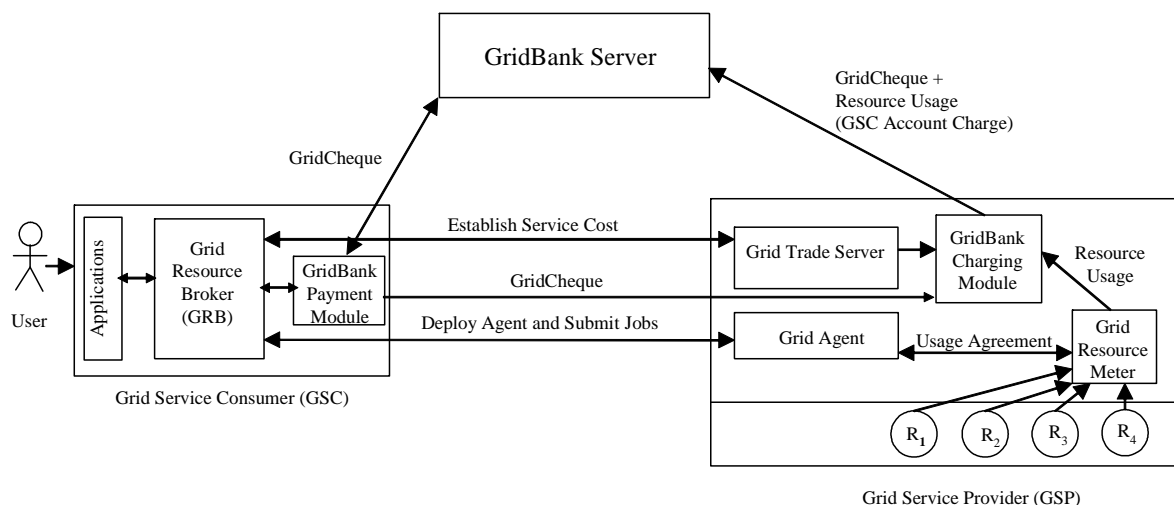 GridBank Server
GridCheque +
Resource Usage
(GSC Account Charge)
GridCheque
User
Applications
Grid
Resource
Broker
(GRB)
GridBank
Payment
Module
Grid Service Consumer (GSC)
Establish Service Cost
GridCheque
Deploy Agent and Submit Jobs
Grid Trade Server
GridBank
Charging
Module
Resource
Usage
Grid Agent
Usage Agreement
Grid
Resource
Meter
R1
R2
R3
R4
Grid Service Provider (GSP)